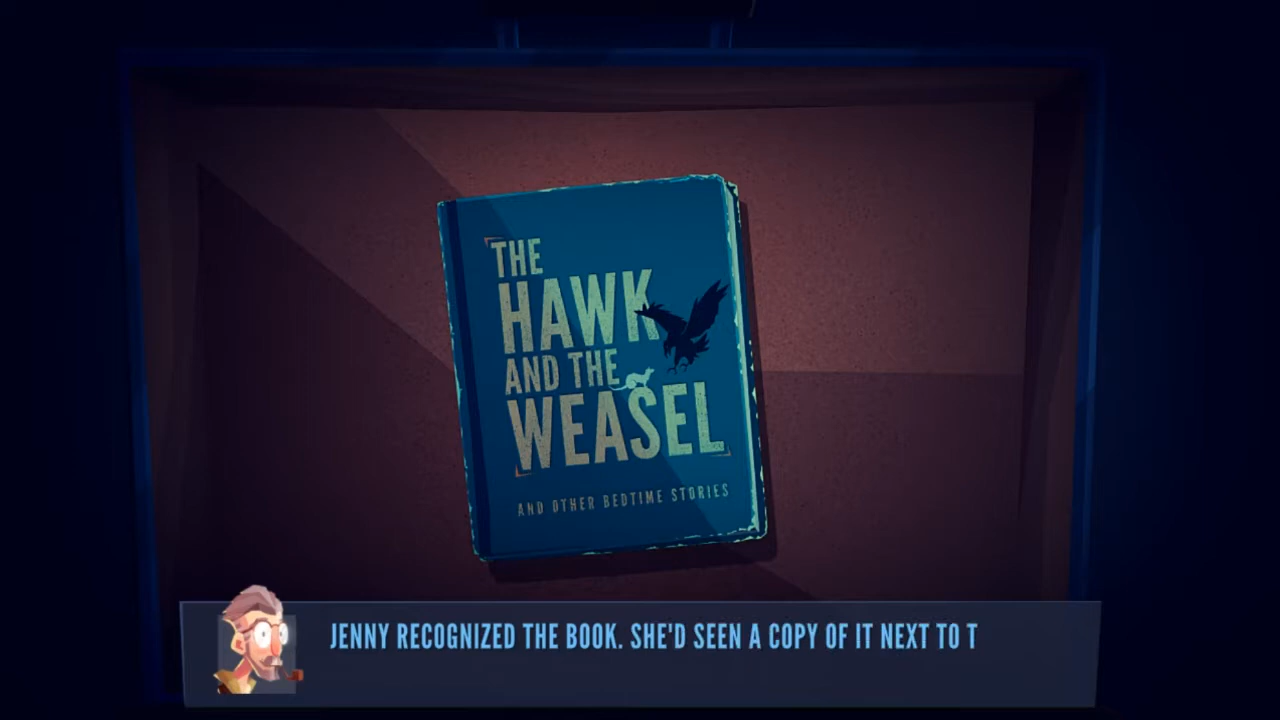 THE
HAWK
AND THE
WEASEL
AND OTHER BEDTIME STORIES
JENNY RECOGNIZED THE BOOK. SHE'D SEEN A COPY OF IT NEXT TO T